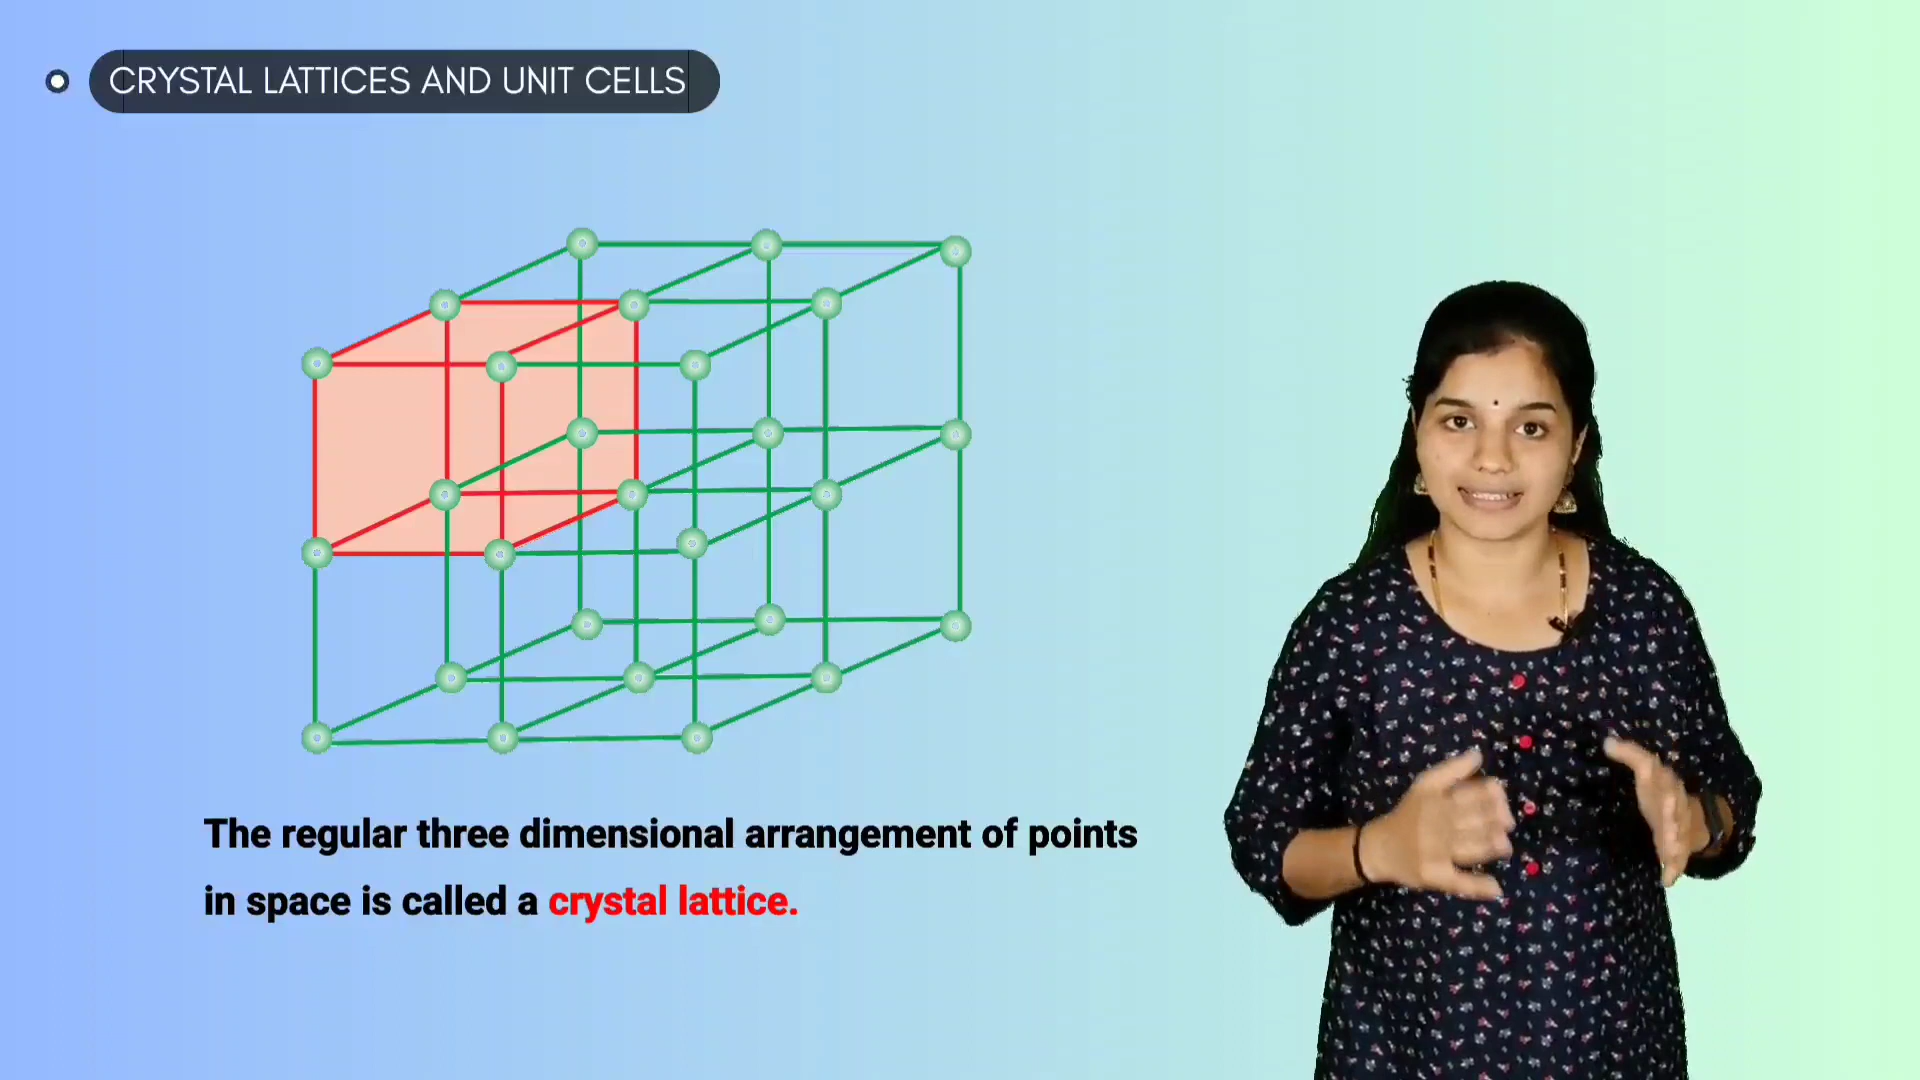 CRYSTAL LATTICES AND UNIT CELLS
The regular three dimensional arrangement of points
in space is called a crystal lattice.